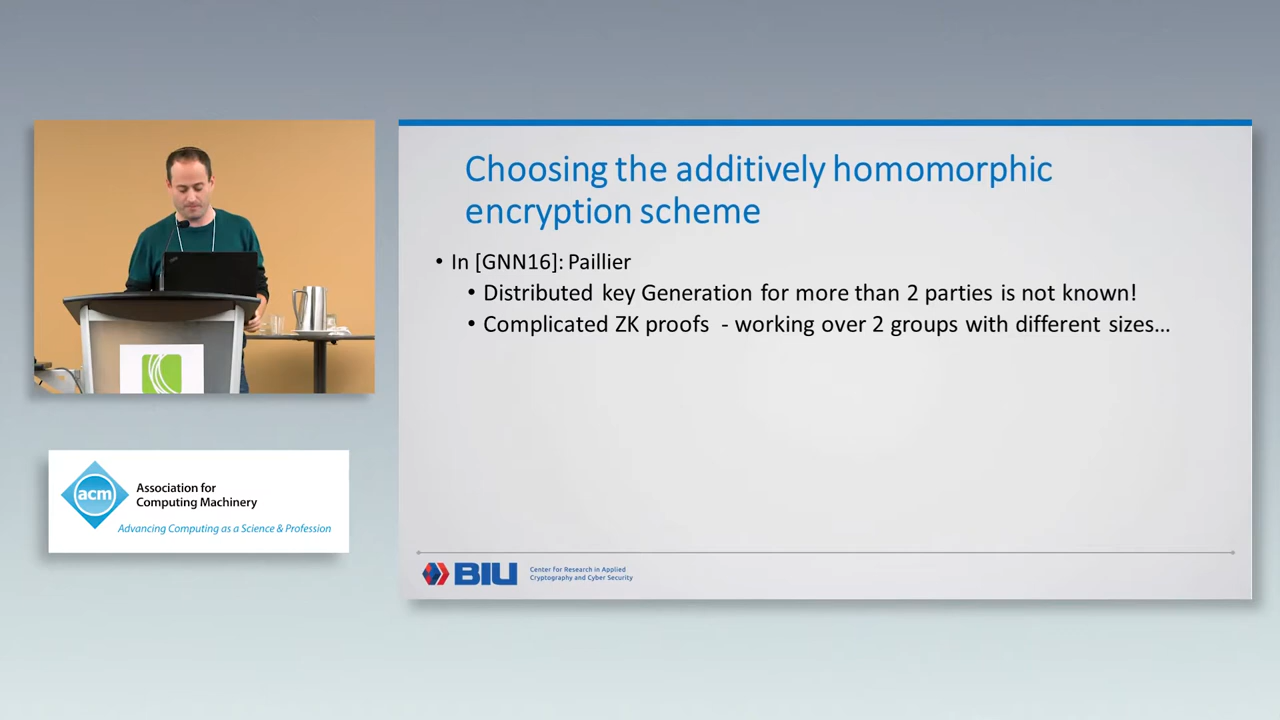 Choosing the additively homomorphic
encryption scheme
• In [GNN16]: Paillier
• Distributed key Generation for more than 2 parties is not known!
• Complicated ZK proofs - working over 2 groups with different sizes…
acm
Association for
Computing Machinery
Advancing Computing as a Science & Profession
BIU
Center for Research in Applied
Cryptography and Cyber Security